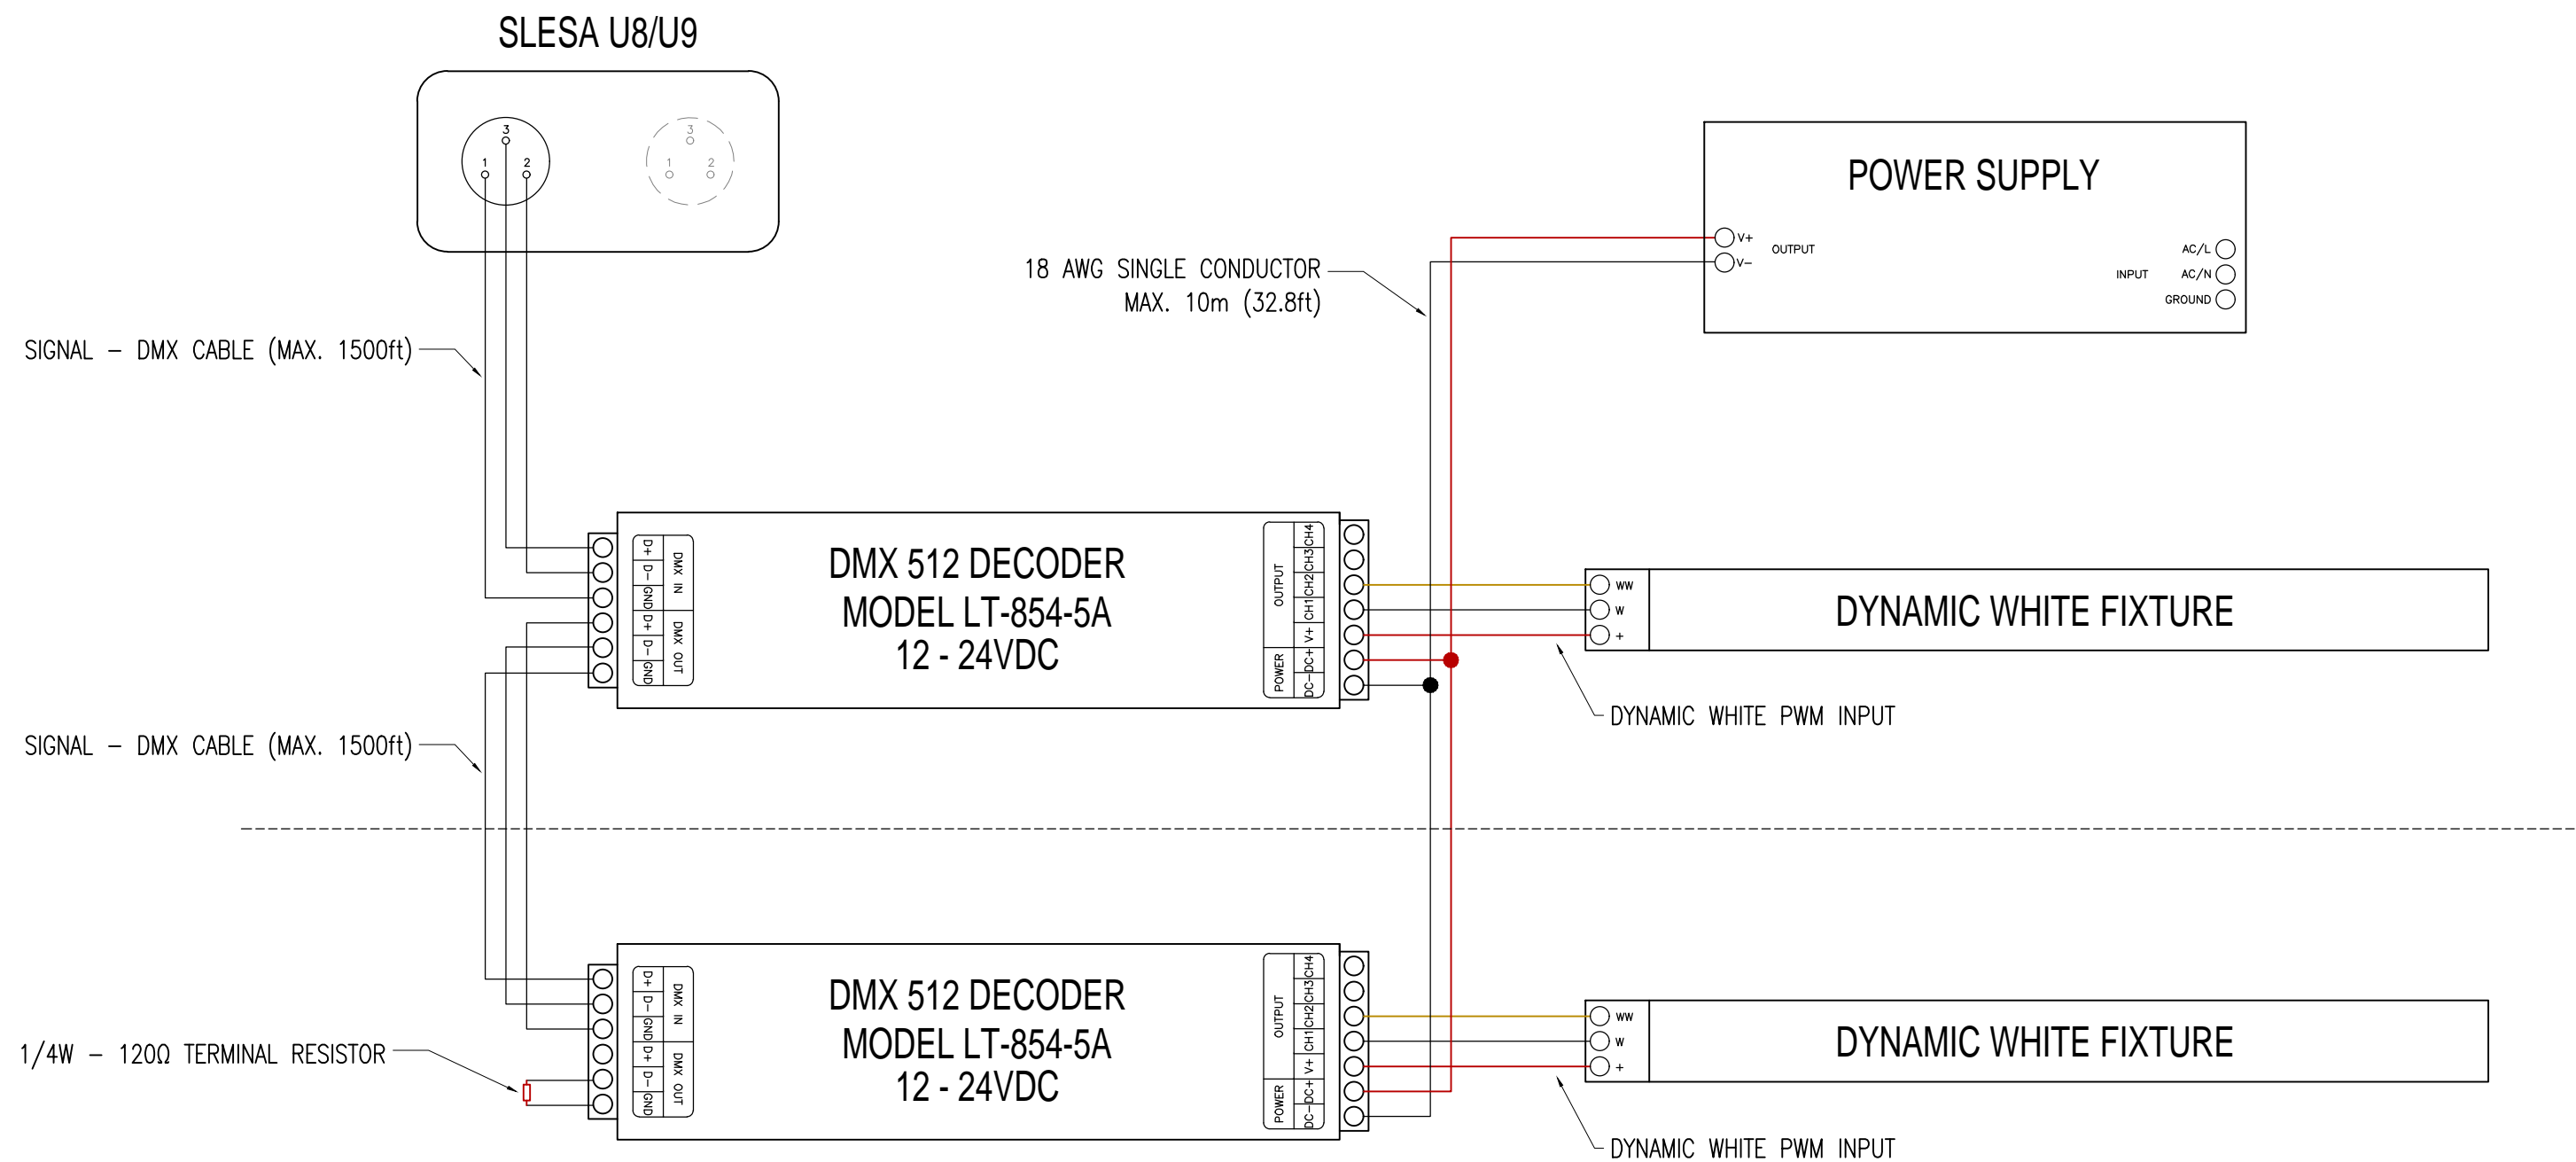 SLESA U8/U9
3
1
2
3
1
2
POWER SUPPLY
V+
V-
OUTPUT
INPUT
AC/L
AC/N
GROUND
18 AWG SINGLE CONDUCTOR
MAX. 10m (32.8ft)
SIGNAL - DMX CABLE (MAX. 1500ft)
D+
D-
GND
DMX IN
D+
D-
GND
DMX OUT
DMX 512 DECODER
MODEL LT-854-5A
12 - 24VDC
OUTPUT
CH4
CH3
CH2
CH1
V+
POWER
DC+
DC-
WW
W
+
DYNAMIC WHITE FIXTURE
DYNAMIC WHITE PWM INPUT
SIGNAL - DMX CABLE (MAX. 1500ft)
D+
D-
GND
DMX IN
D+
D-
GND
DMX OUT
DMX 512 DECODER
MODEL LT-854-5A
12 - 24VDC
OUTPUT
CH4
CH3
CH2
CH1
V+
POWER
DC+
DC-
WW
W
+
DYNAMIC WHITE FIXTURE
1/4W - 120Ω TERMINAL RESISTOR
DYNAMIC WHITE PWM INPUT